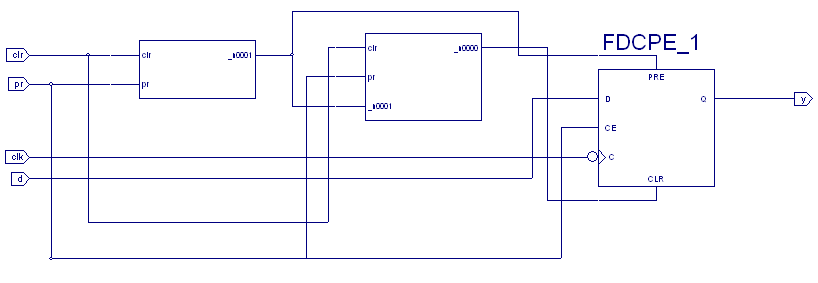 FDCPE_1
clr
clr
_n0001
clr
_n0000
PRE
pr
pr
pr
D
Q
y
_n0001
CE
clk
C
d
CLR